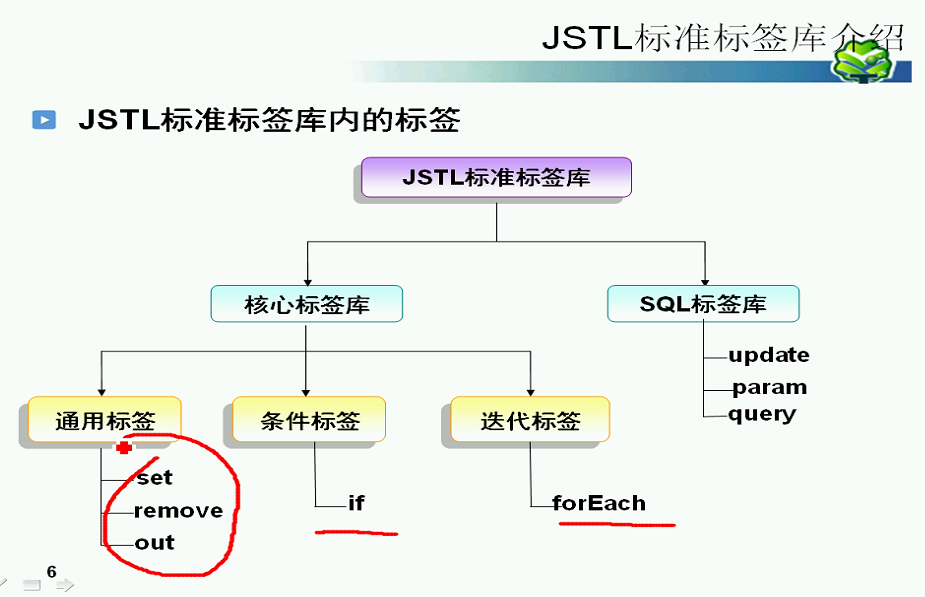 JSTL标准标签库介绍
JSTL标准标签库内的标签
JSTL标准标签库
核心标签库
SQL标签库
update
param
query
通用标签
条件标签
迭代标签
set
remove
out
if
forEach
6